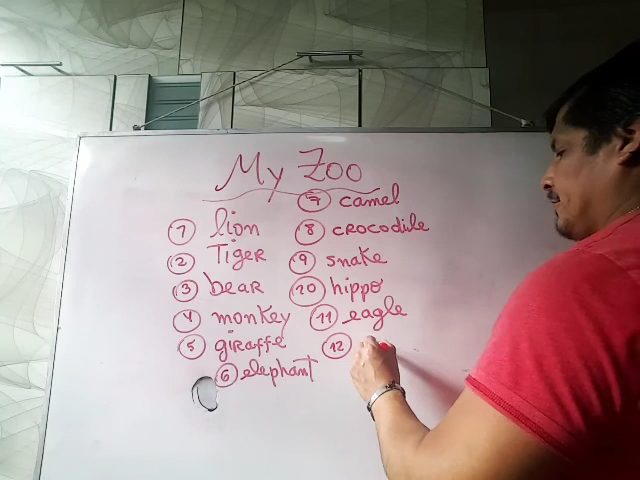 My Zoo
1 lion
2 TIGER
3 beAR
4 monkey
5 giRaffe
6 elephant
7 camel
8 cRocodile
9 snake
10 hippo
11 eagle
12